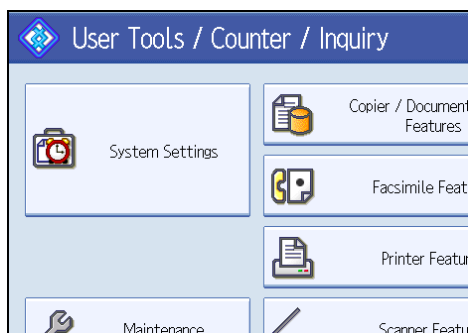 User Tools / Counter / Inquiry
System Settings
Copier / Document
Features
Facsimile Feat
Printer Featur
Maintenance
Scanner Featu